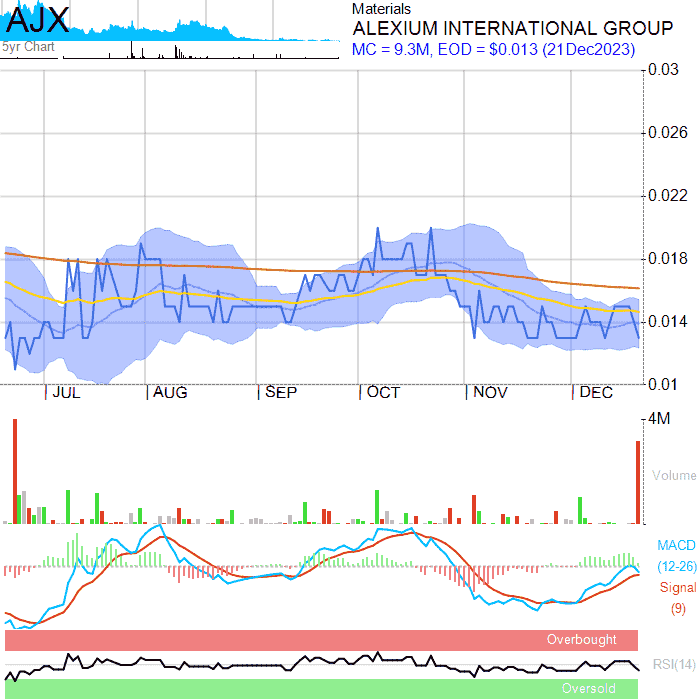 AJX
5yr Chart
Materials
ALEXIUM INTERNATIONAL GROUP
MC = 9.3M, EOD = $0.013 (21Dec2023)
0.03
0.026
0.022
0.018
0.014
0.01
JUL AUG SEP OCT NOV DEC
4M
Volume
MACD
(12-26)
Signal
(9)
Overbought
RSI(14)
Oversold